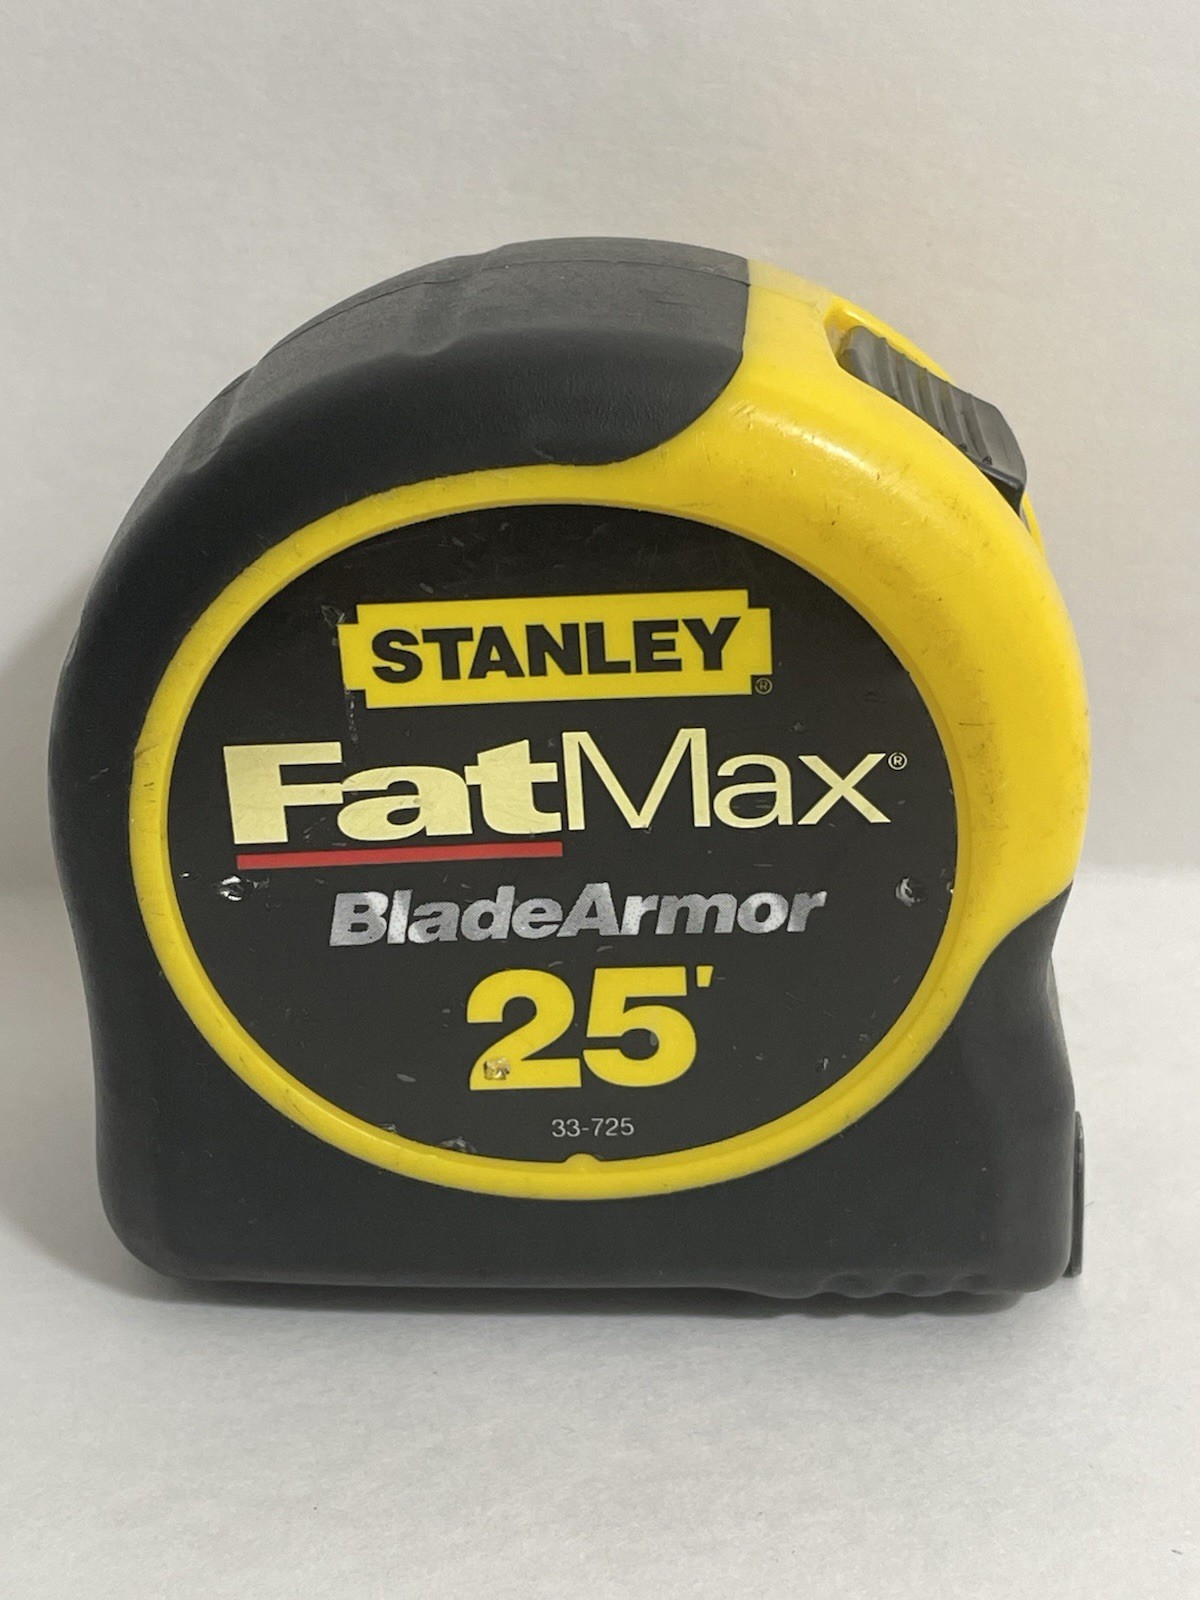 STANLEY®
FatMax®
BladeArmor
25'
33-725